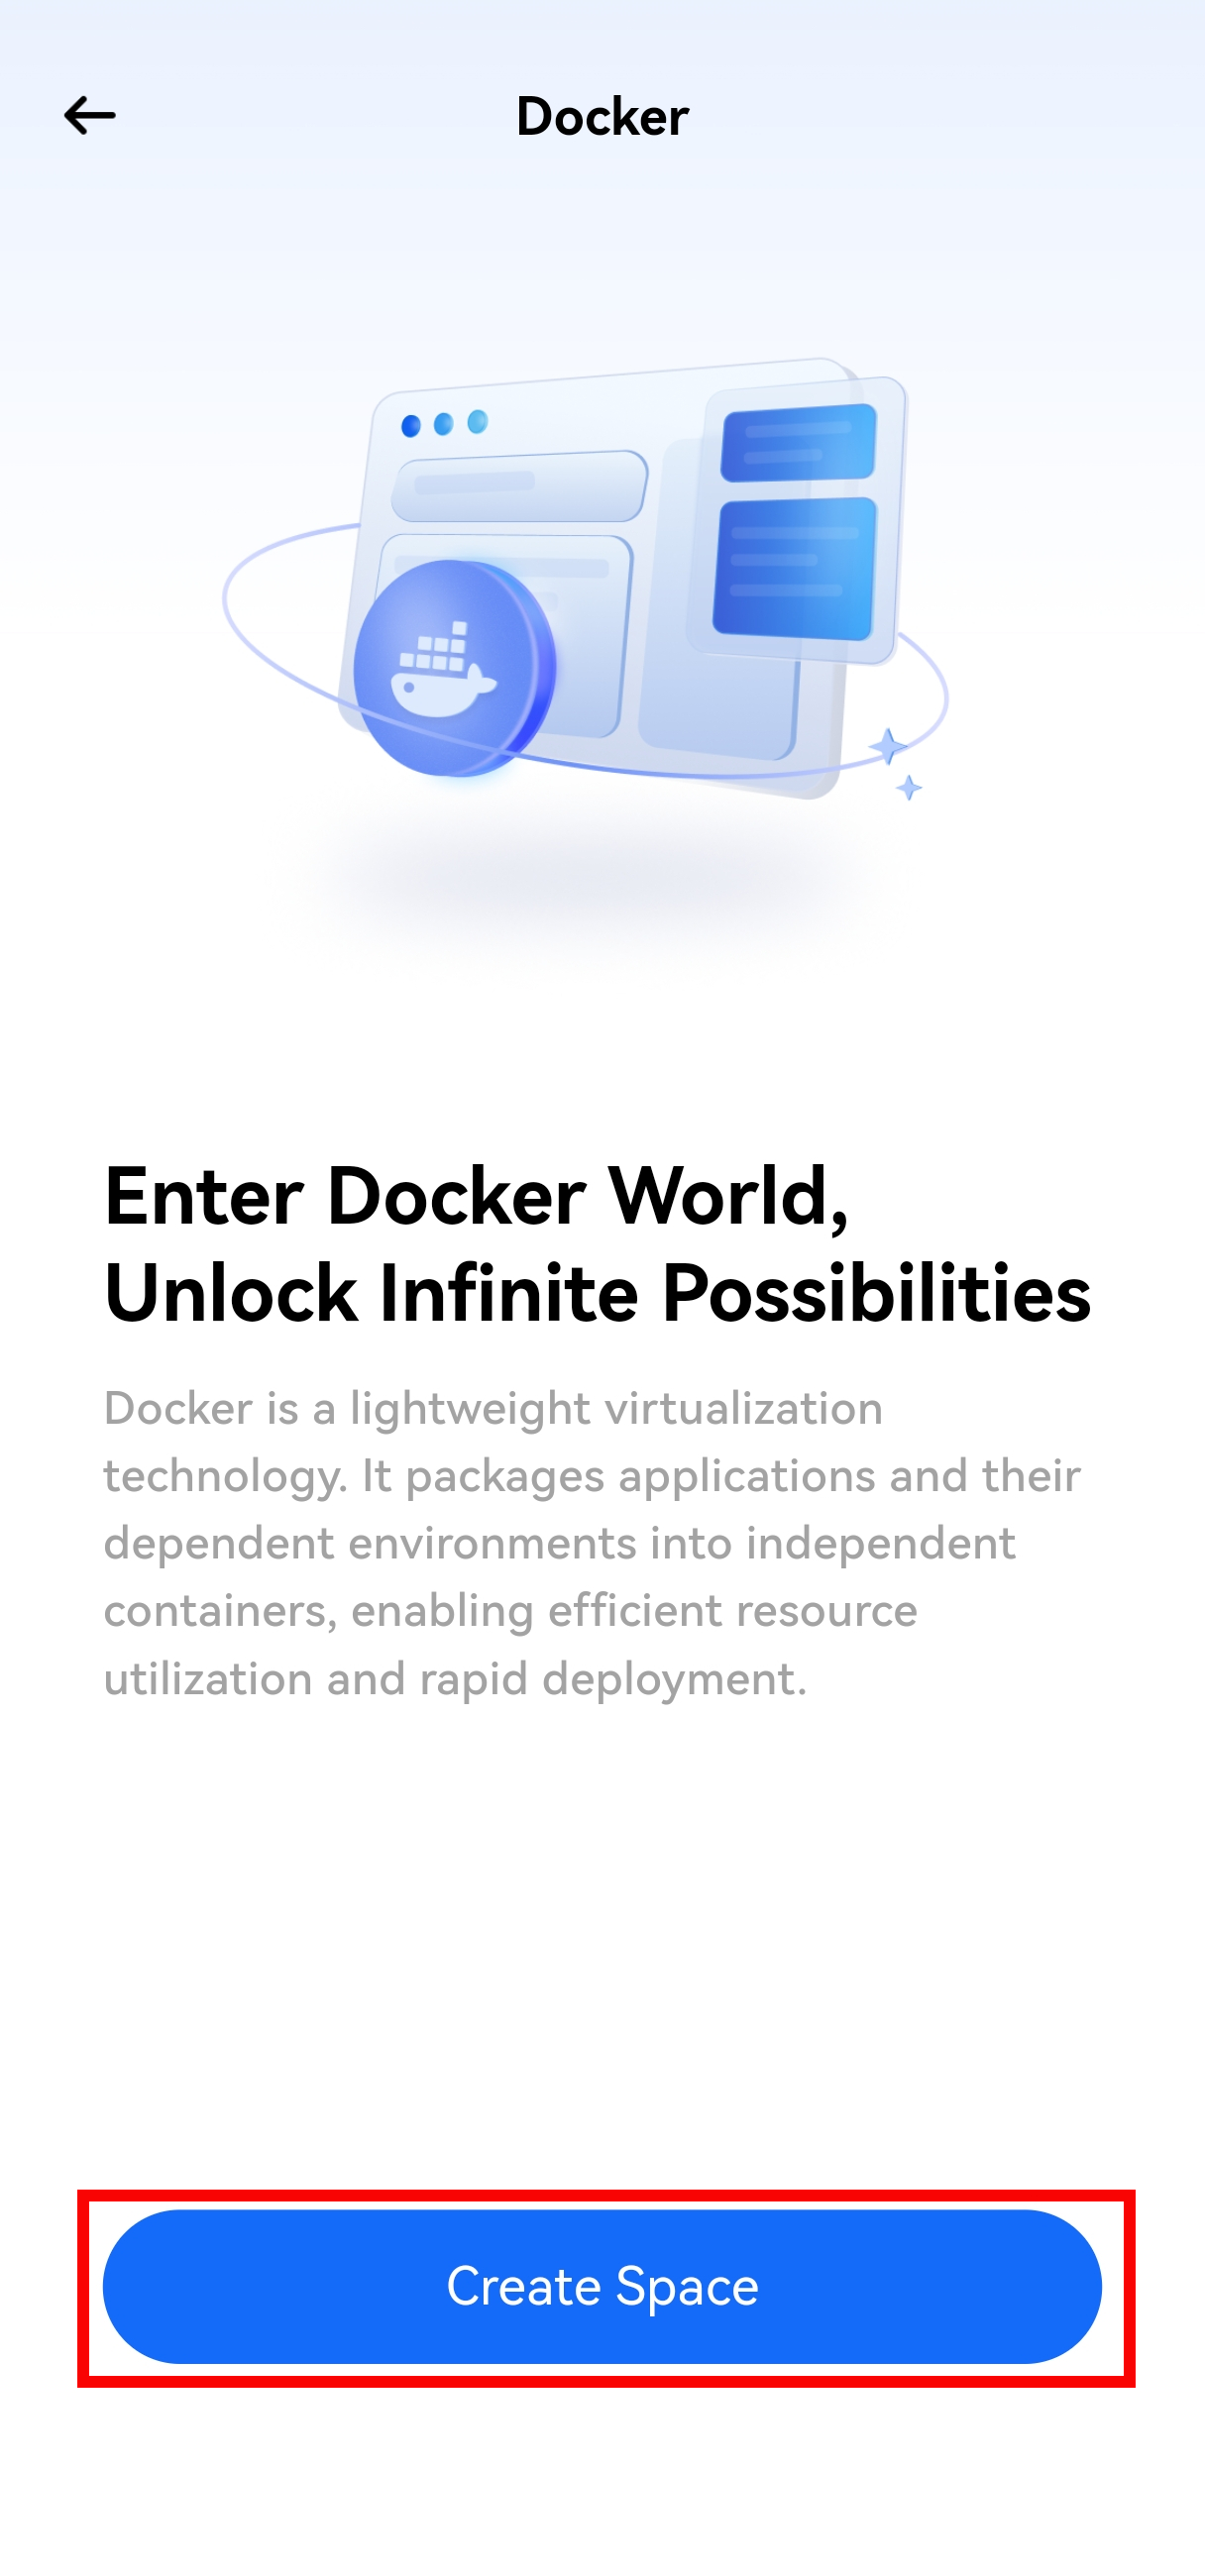 Docker
Enter Docker World,
Unlock Infinite Possibilities
Docker is a lightweight virtualization
technology. It packages applications and their
dependent environments into independent
containers, enabling efficient resource
utilization and rapid deployment.
Create Space